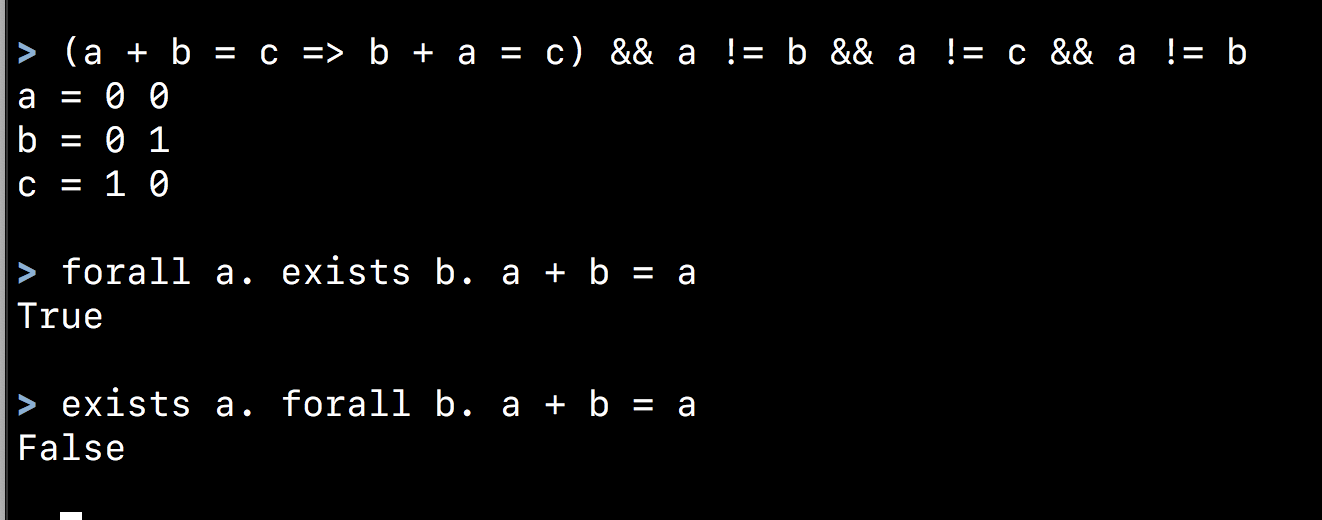 > (a + b = c => b + a = c) && a != b && a != c && a != b
a = 0 0
b = 0 1
c = 1 0
> forall a. exists b. a + b = a
True
> exists a. forall b. a + b = a
False